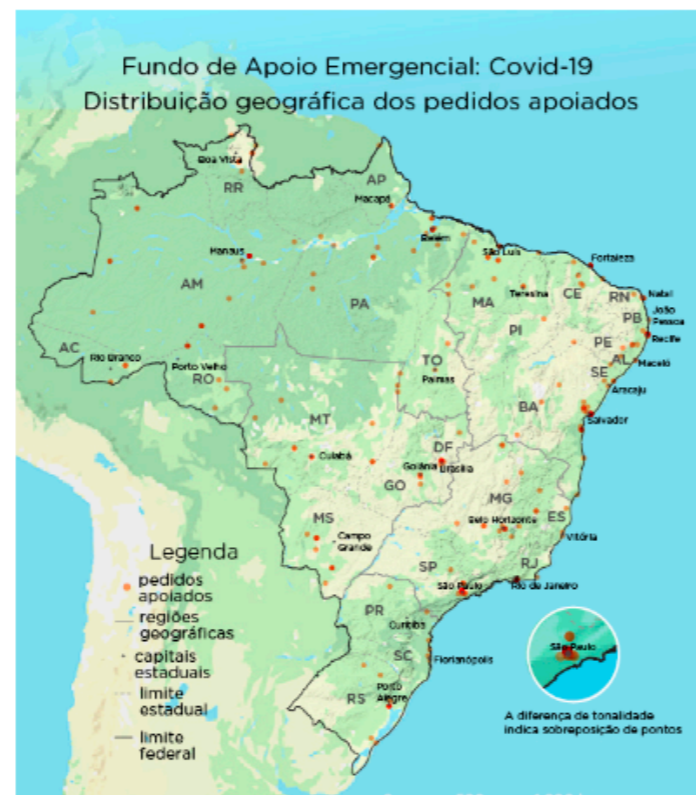 Fundo de Apoio Emergencial: Covid-19
Distribuição geográfica dos pedidos apoiados
Boa Vista
RR
AP
Macapá
Belém
Manaus
São Luis
Fortaleza
AM
PA
MA
Teresina
CE
RN
Natal
João
Pessoa
PB
PI
Recife
PE
AC
Rio Branco
Porto Velho
RO
TO
Palmas
AL
Maceió
SE
Aracaju
BA
MT
Salvador
Cuiabá
DF
Goiânia
Brasília
GO
MG
MS
Belo Horizonte
ES
Campo
Grande
Vitória
SP
RJ
São Paulo
Rio de Janeiro
PR
Curitiba
SC
Florianópolis
RS
Porto
Alegre
Legenda
pedidos
apoiados
regiões
geográficas
capitais
estaduais
limite
estadual
limite
federal
São Paulo
A diferença de tonalidade
indica sobreposição de pontos